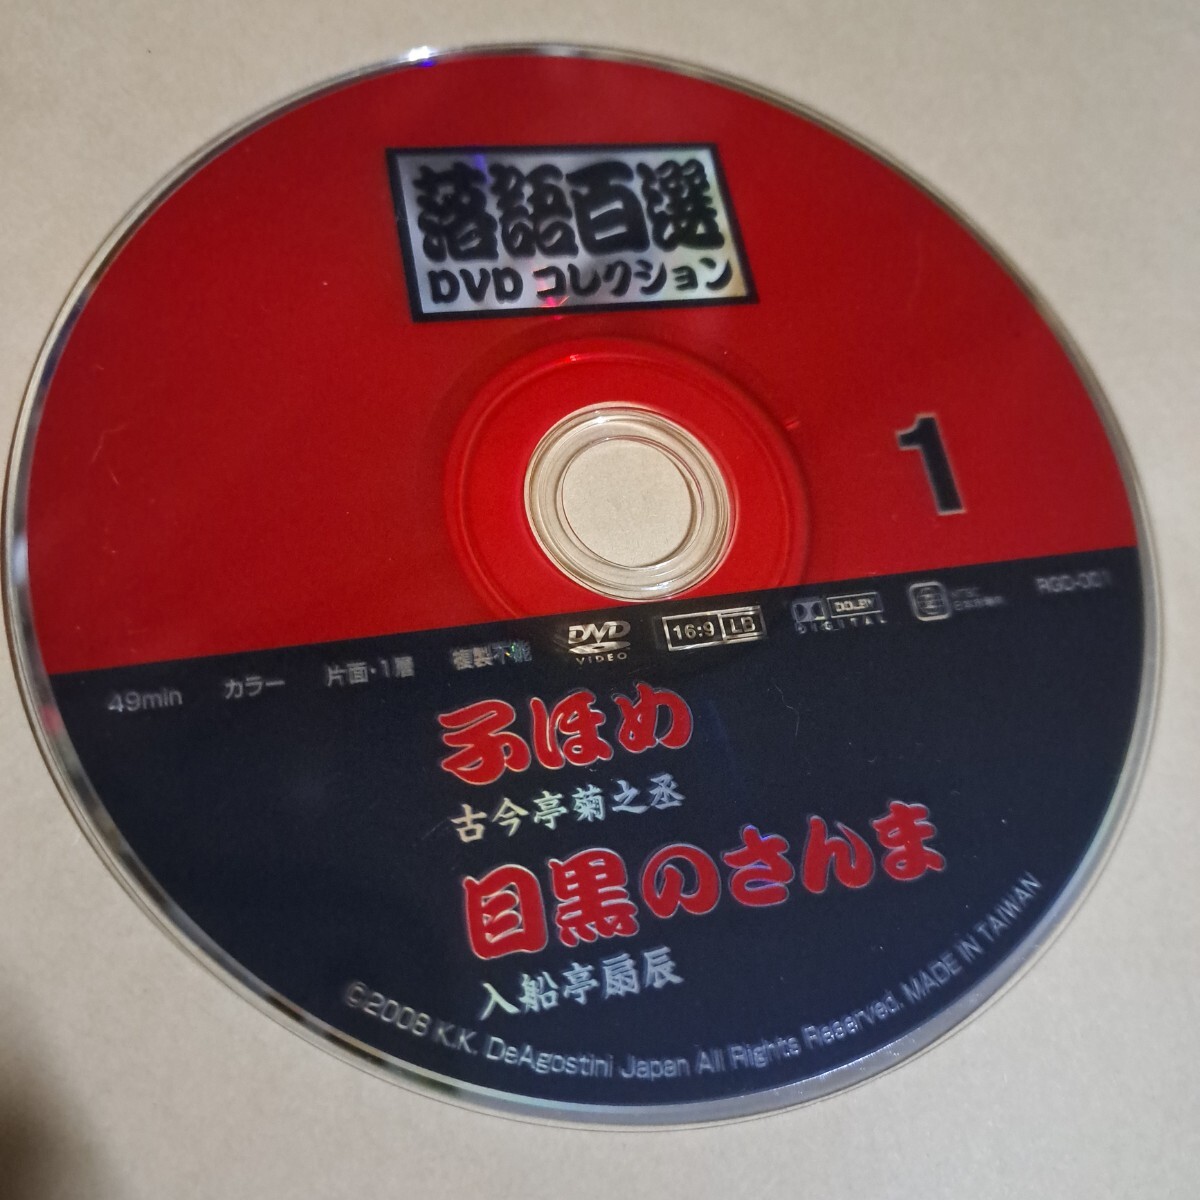 落語百選
DVD コレクション
1
49min カラー 片面・1層 複製不能 DVD VIDEO 16:9 LB DOLBY DIGITAL RGD-001
子ほめ
古今亭菊之丞
目黒のさんま
入船亭扇辰
©2008 K.K. DeAgostini Japan All Rights Reserved. MADE IN TAIWAN